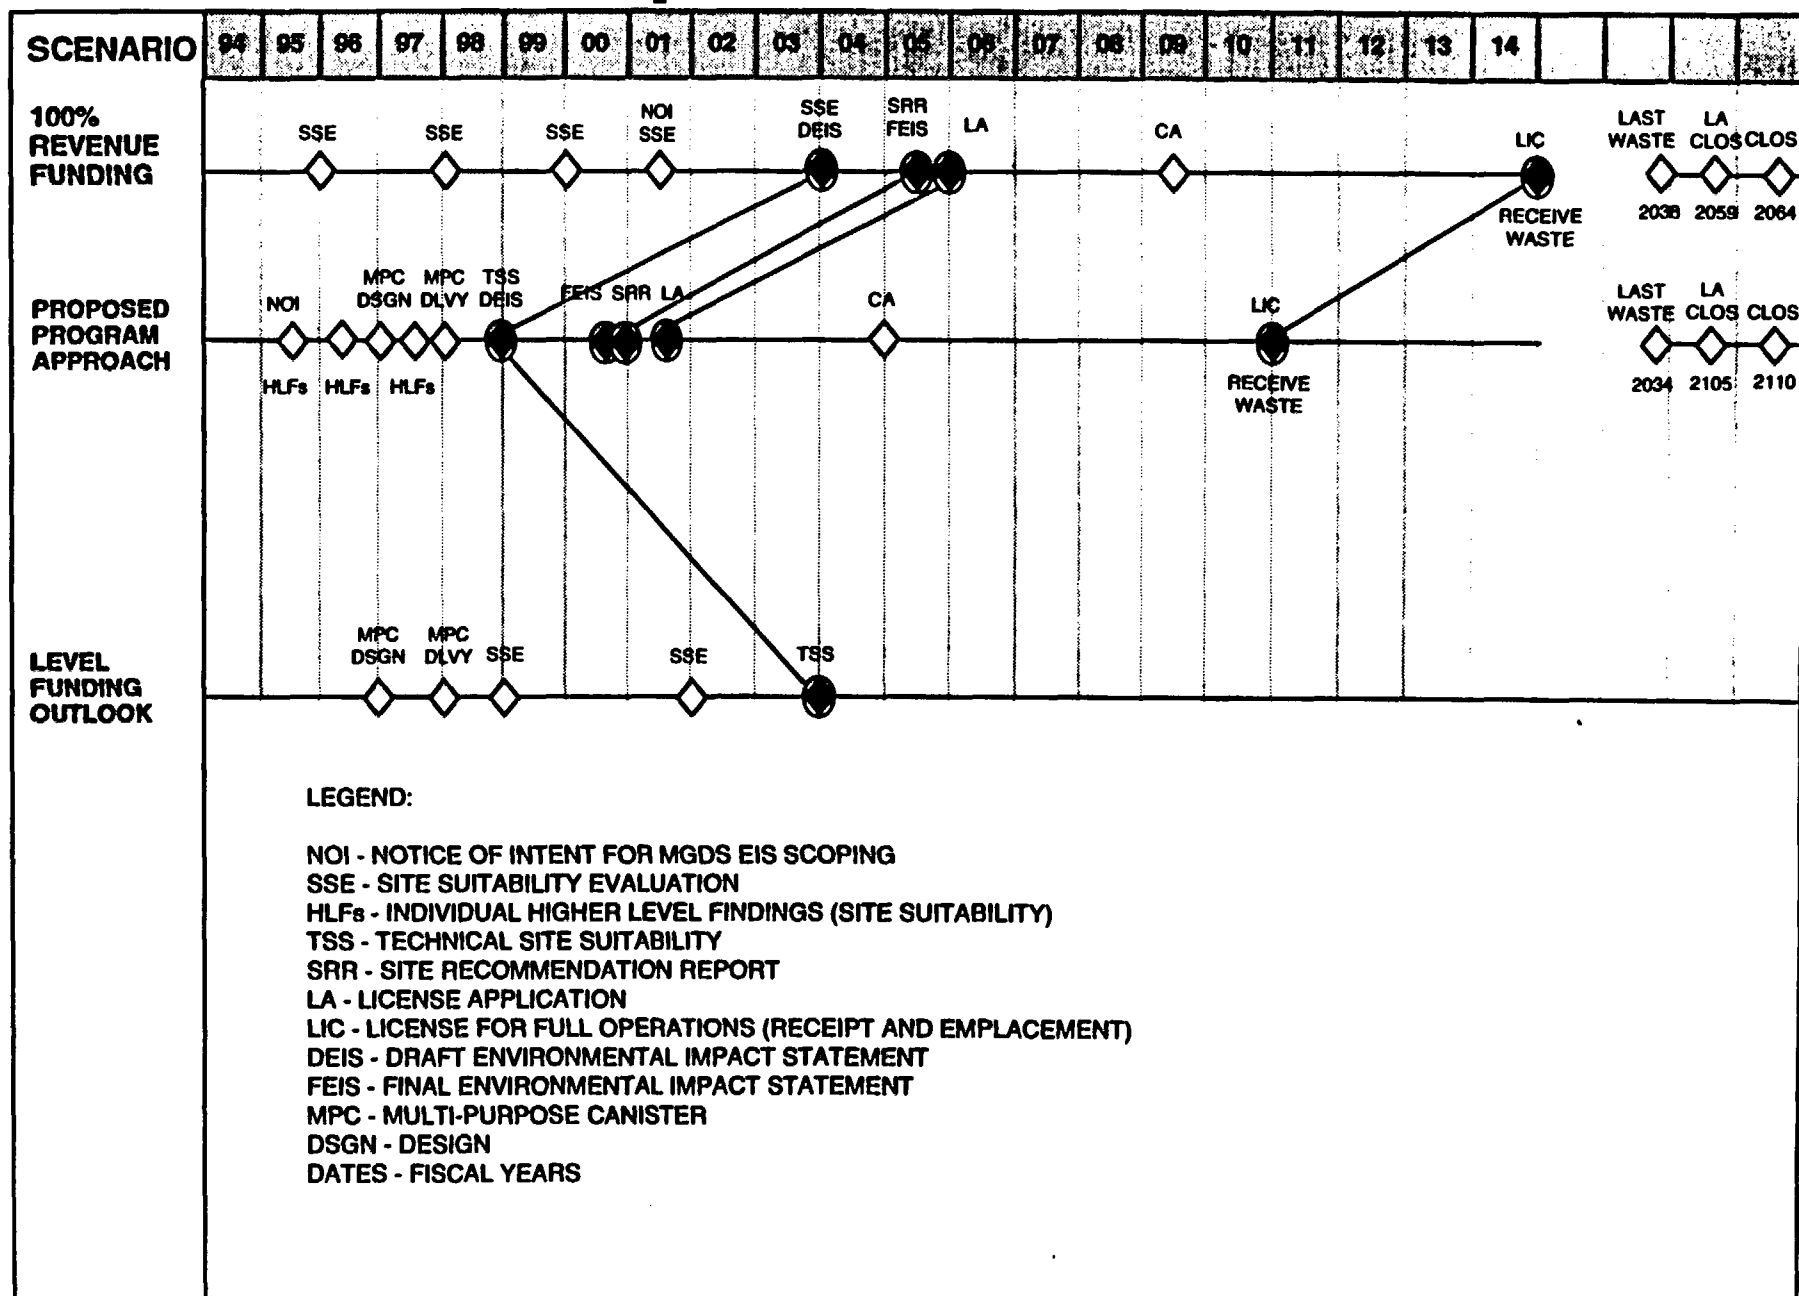 SCENARIO 94 95 96 97 98 99 00 01 02 03 04 05 06 07 08 09 10 11 12 13 14
100%
REVENUE
FUNDING
SSE SSE SSE NOI
SSE SSE
DEIS SRR
FEIS LA CA LIC LAST
WASTE LA
CLOS CLOS
RECEIVE
WASTE
2038 2059 2064
PROPOSED
PROGRAM
APPROACH
NOI MPC
DSGN MPC
DLVY TSS
DEIS FEIS SRR LA CA LIC LAST
WASTE LA
CLOS CLOS
HLFs HLFs HLFs RECEIVE
WASTE
2034 2105 2110
LEVEL
FUNDING
OUTLOOK
MPC
DSGN MPC
DLVY SSE SSE TSS
LEGEND:
NOI - NOTICE OF INTENT FOR MGDS EIS SCOPING
SSE - SITE SUITABILITY EVALUATION
HLFs - INDIVIDUAL HIGHER LEVEL FINDINGS (SITE SUITABILITY)
TSS - TECHNICAL SITE SUITABILITY
SRR - SITE RECOMMENDATION REPORT
LA - LICENSE APPLICATION
LIC - LICENSE FOR FULL OPERATIONS (RECEIPT AND EMPLACEMENT)
DEIS - DRAFT ENVIRONMENTAL IMPACT STATEMENT
FEIS - FINAL ENVIRONMENTAL IMPACT STATEMENT
MPC - MULTI-PURPOSE CANISTER
DSGN - DESIGN
DATES - FISCAL YEARS